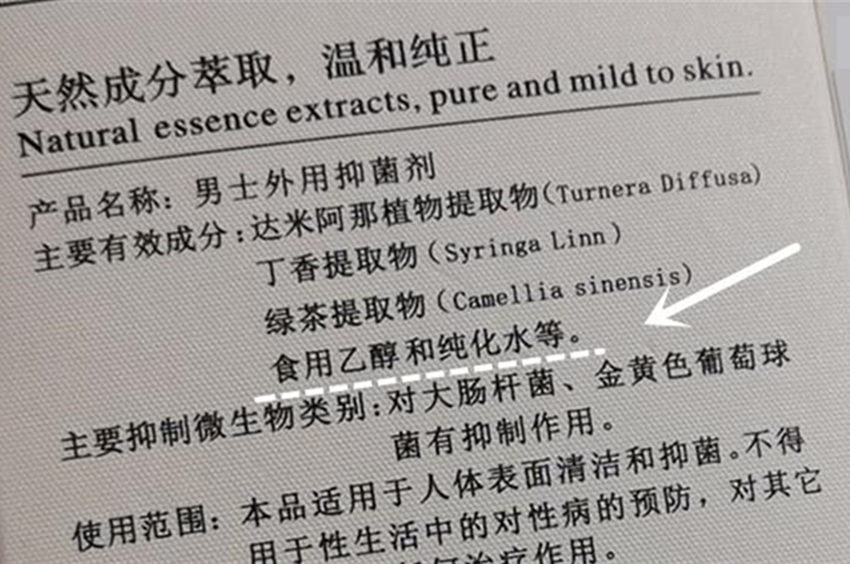 天然成分萃取，温和纯正
Natural essence extracts, pure and mild to skin.
产品名称：男士外用抑菌剂
主要有效成分：达米阿那植物提取物(Turnera Diffusa)
丁香提取物（Syringa Linn）
绿茶提取物（Camellia sinensis)
食用乙醇和纯化水等。
主要抑制微生物类别：对大肠杆菌、金黄色葡萄球
菌有抑制作用。
使用范围：本品适用于人体表面清洁和抑菌。不得
用于性生活中的对性病的预防，对其它
治疗作用。